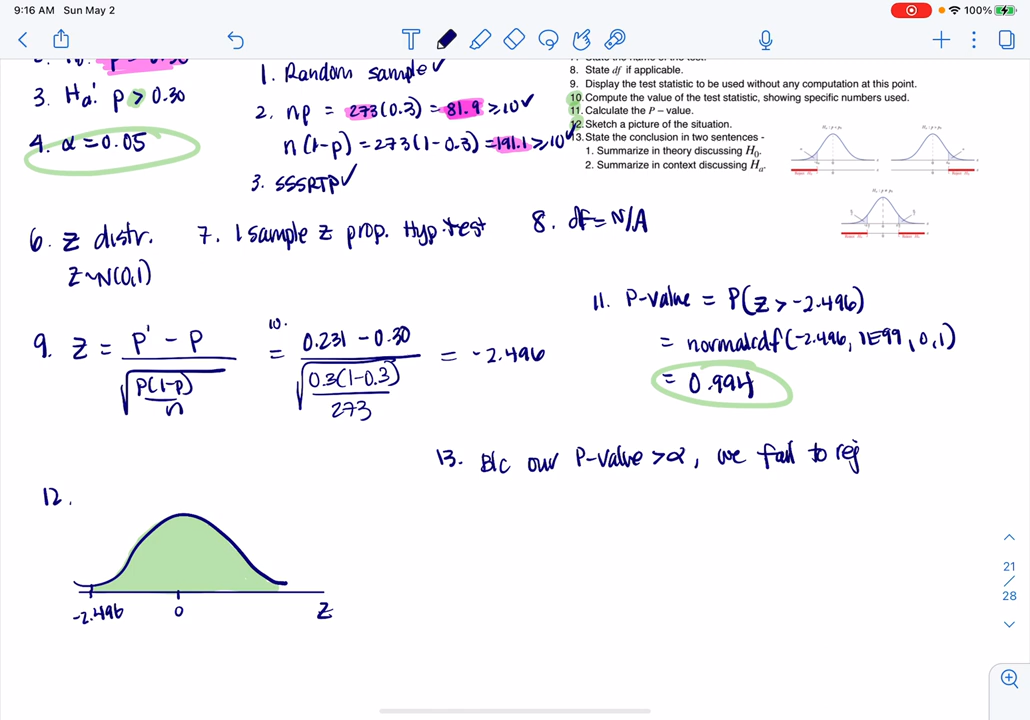 9:16 AM Sun May 2
100%
3. Ha: p > 0.30
4. α = 0.05
1. Random sample ✓
2. np = 273(0.3) = 81.9 ≥ 10 ✓
n(1-p) = 273(1-0.3) = 191.1 ≥ 10 ✓
3. SSSRTP ✓
8. State df if applicable.
9. Display the test statistic to be used without any computation at this point.
10. Compute the value of the test statistic, showing specific numbers used.
11. Calculate the P – value.
12. Sketch a picture of the situation.
13. State the conclusion in two sentences -
1. Summarize in theory discussing H₀.
2. Summarize in context discussing Hₐ.
6. Z distr.
Z~N(0,1)
7. 1 sample z prop. Hyp. test
8. df = N/A
9. Z = P' - P / √(P(1-P)/n)
10. = 0.231 - 0.30 / √(0.3(1-0.3)/273) = -2.496
11. P-value = P(Z > -2.496)
= normalcdf(-2.496, 1E99, 0, 1)
= 0.994
12.
-2.496 0 Z
13. B/c our P-value > α, we fail to rej
21
/
28